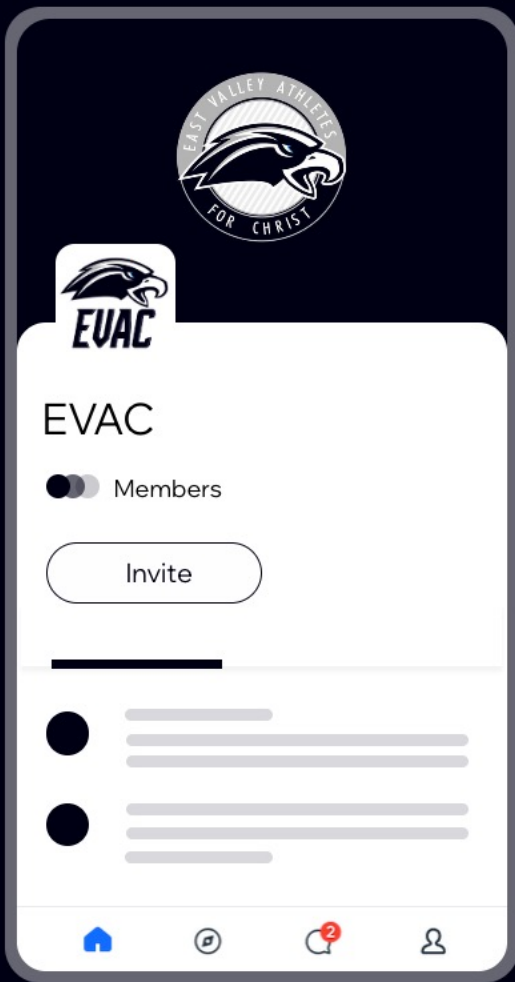 EAST VALLEY ATHLETES
FOR CHRIST
EVAC
EVAC
Members
Invite
2